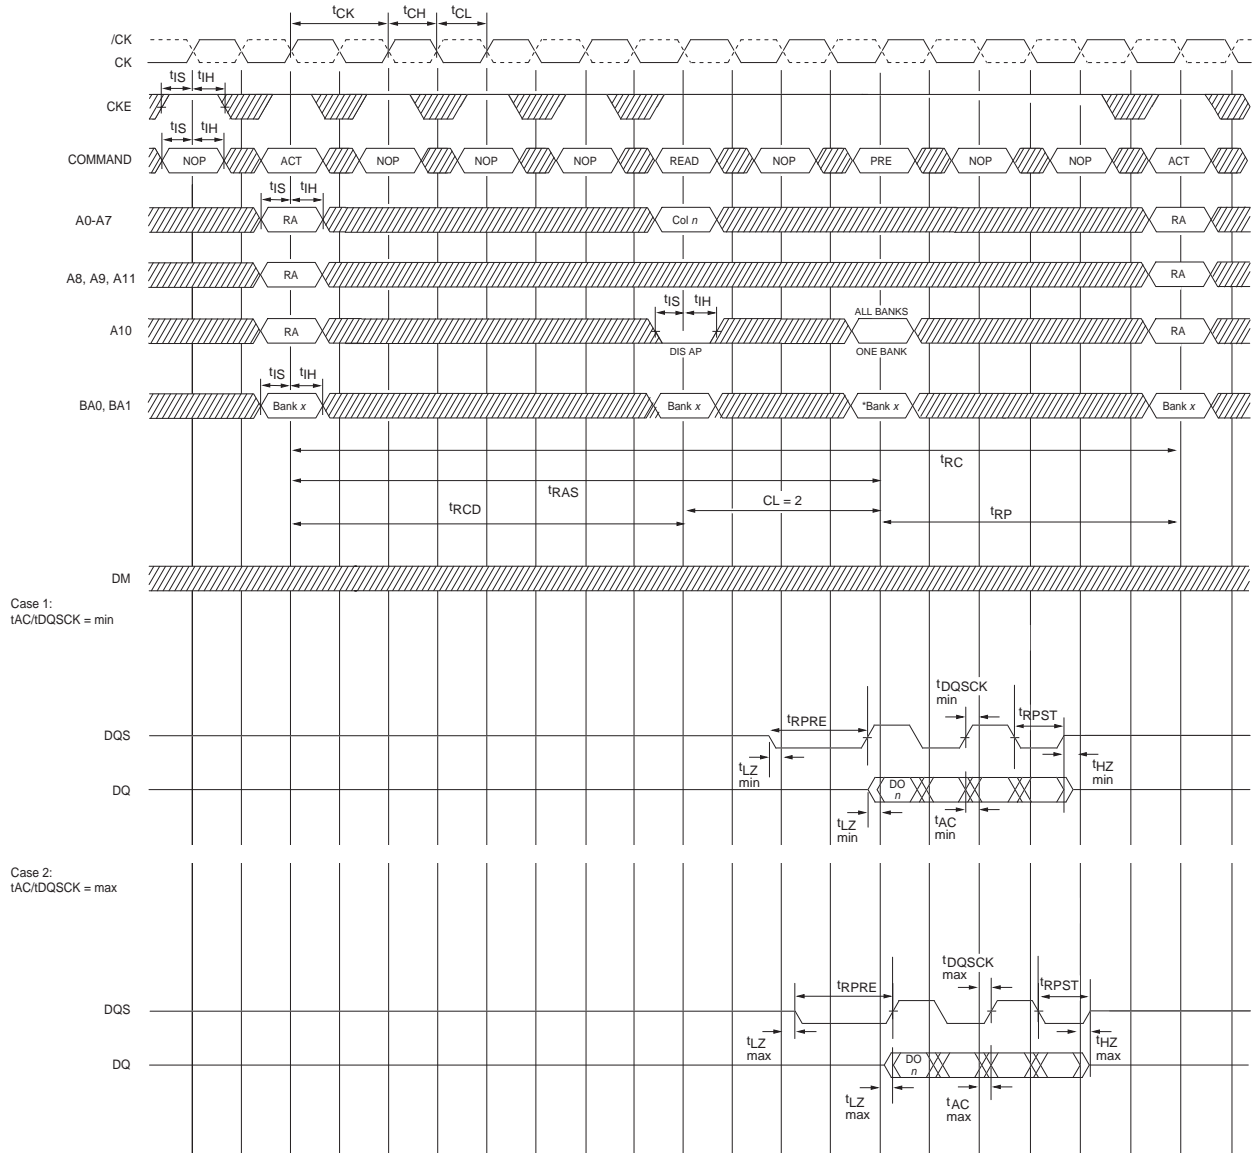 tCK tCH tCL
/CK
CK
tIS tIH
CKE
tIS tIH
COMMAND NOP ACT NOP NOP NOP READ NOP PRE NOP NOP ACT
tIS tIH
A0-A7 RA Col n RA
A8, A9, A11 RA RA
tIS tIH
ALL BANKS
A10 RA RA
DIS AP ONE BANK
tIS tIH
BA0, BA1 Bank x Bank x *Bank x Bank x
tRC
tRAS
CL = 2
tRCD tRP
DM
Case 1:
tAC/tDQSCK = min
tDQSCK
min
tRPRE tRPST
DQS
tLZ
min
tHZ
min
DQ DO
n
tLZ
min
tAC
min
Case 2:
tAC/tDQSCK = max
tDQSCK
max
tRPRE tRPST
DQS
tLZ
max
tHZ
max
DQ DO
n
tLZ
max
tAC
max